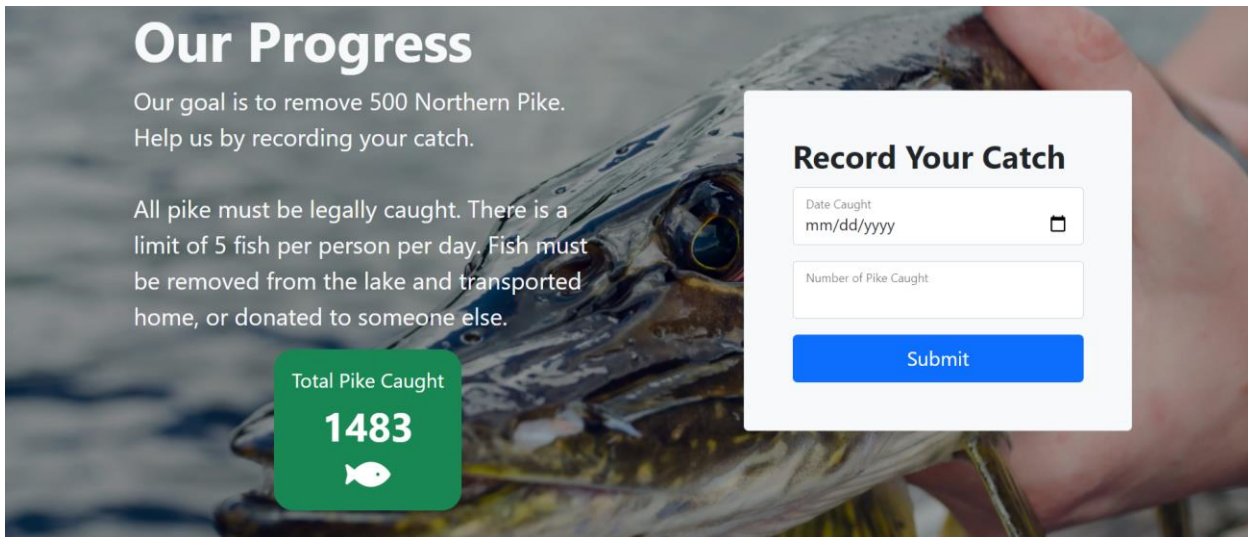 Our Progress
Our goal is to remove 500 Northern Pike.
Help us by recording your catch.
All pike must be legally caught. There is a
limit of 5 fish per person per day. Fish must
be removed from the lake and transported
home, or donated to someone else.
Total Pike Caught
1483
Record Your Catch
Date Caught
mm/dd/yyyy
Number of Pike Caught
Submit